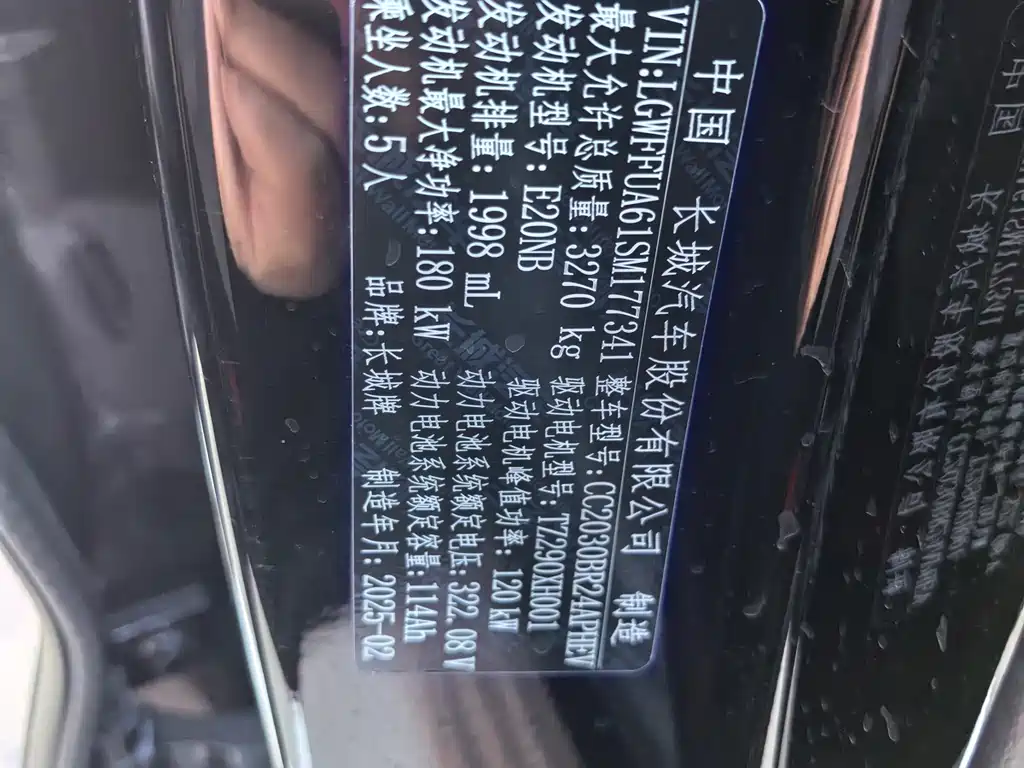 中国 长城汽车股份有限公司 制造
VIN:LGWFFUA61SM177341 整车型号:CC2030BR24APHEV
最大允许总质量:3270 kg 驱动电机型号:TZ290XH001
发动机型号:E20NB 驱动电机峰值功率:120 kW
发动机排量:1998 mL 动力电池系统额定电压:322.08 V
发动机最大净功率:180 kW 动力电池系统额定容量:114Ah
乘坐人数:5人 品牌:长城牌 制造年月:2025-02